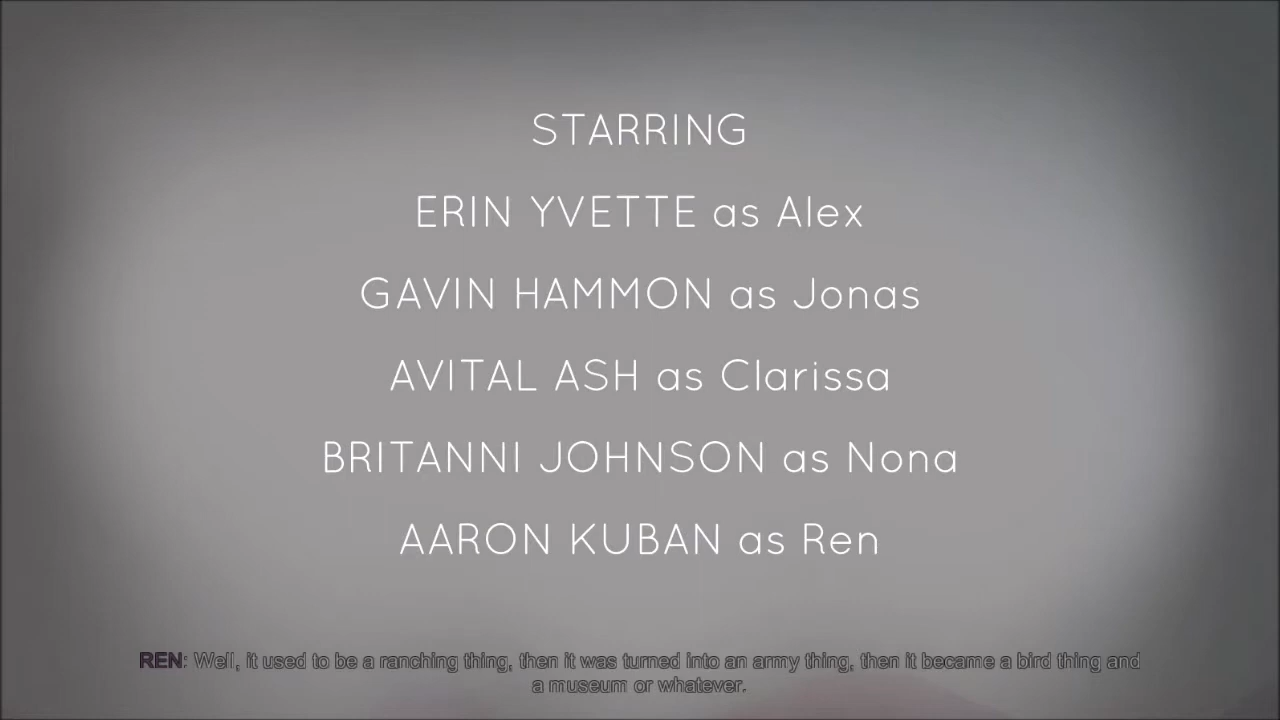 STARRING
ERIN YVETTE as Alex
GAVIN HAMMON as Jonas
AVITAL ASH as Clarissa
BRITANNI JOHNSON as Nona
AARON KUBAN as Ren
REN: Well, it used to be a ranching thing, then it was turned into an army thing, then it became a bird thing and
a museum or whatever.